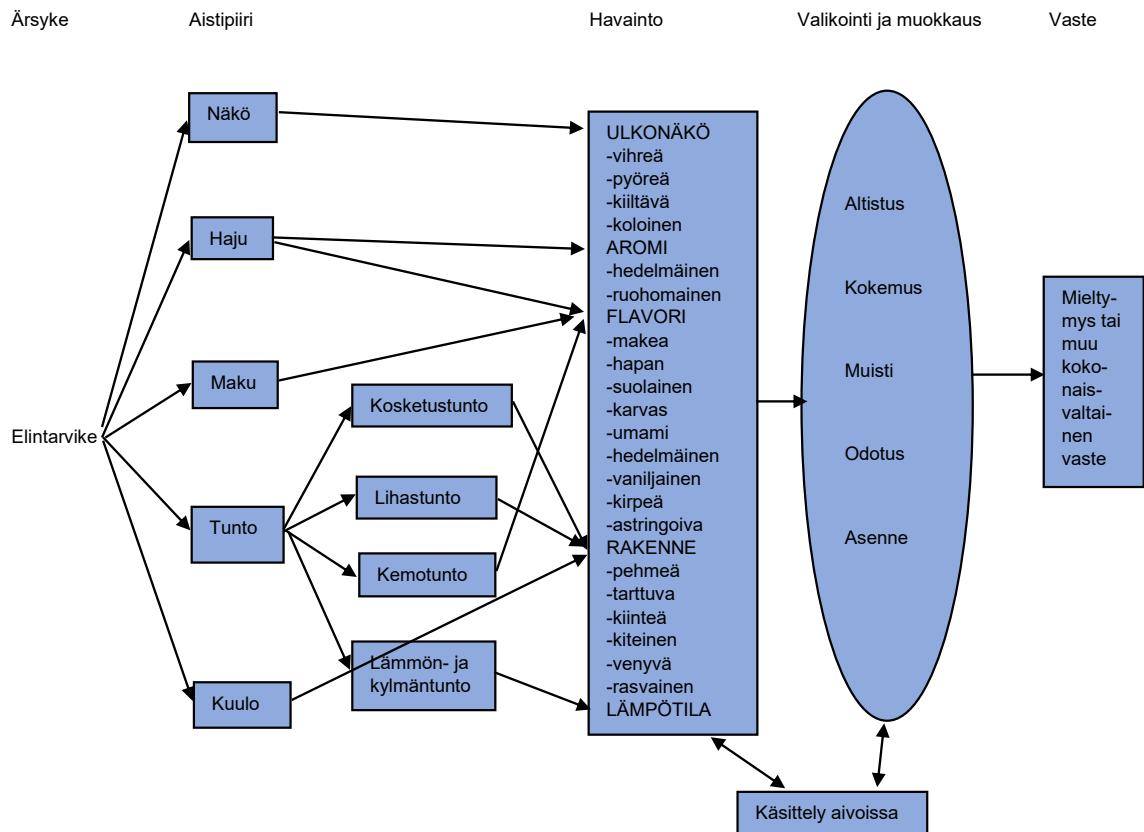 Ärsyke
Aistipiiri
Havainto
Valikointi ja muokkaus
Vaste
Elintarvike
Näkö
Haju
Maku
Tunto
Kuulo
Kosketustunto
Lihastunto
Kemotunto
Lämmön- ja
kylmäntunto
ULKONÄKÖ
-vihreä
-pyöreä
-kiiltävä
-koloinen
AROMI
-hedelmäinen
-ruohomainen
FLAVORI
-makea
-hapan
-suolainen
-karvas
-umami
-hedelmäinen
-vaniljainen
-kirpeä
-astringoiva
RAKENNE
-pehmeä
-tarttuva
-kiinteä
-kiteinen
-venyvä
-rasvainen
LÄMPÖTILA
Altistus
Kokemus
Muisti
Odotus
Asenne
Mielty-
mys tai
muu
koko-
nais-
valtai-
nen
vaste
Käsittely aivoissa